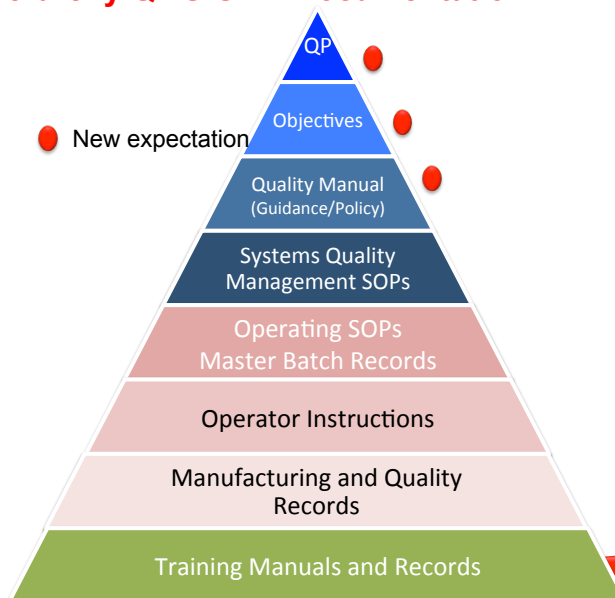 QP
Objectives
New expectation
Quality Manual
(Guidance/Policy)
Systems Quality
Management SOPs
Operating SOPs
Master Batch Records
Operator Instructions
Manufacturing and Quality
Records
Training Manuals and Records